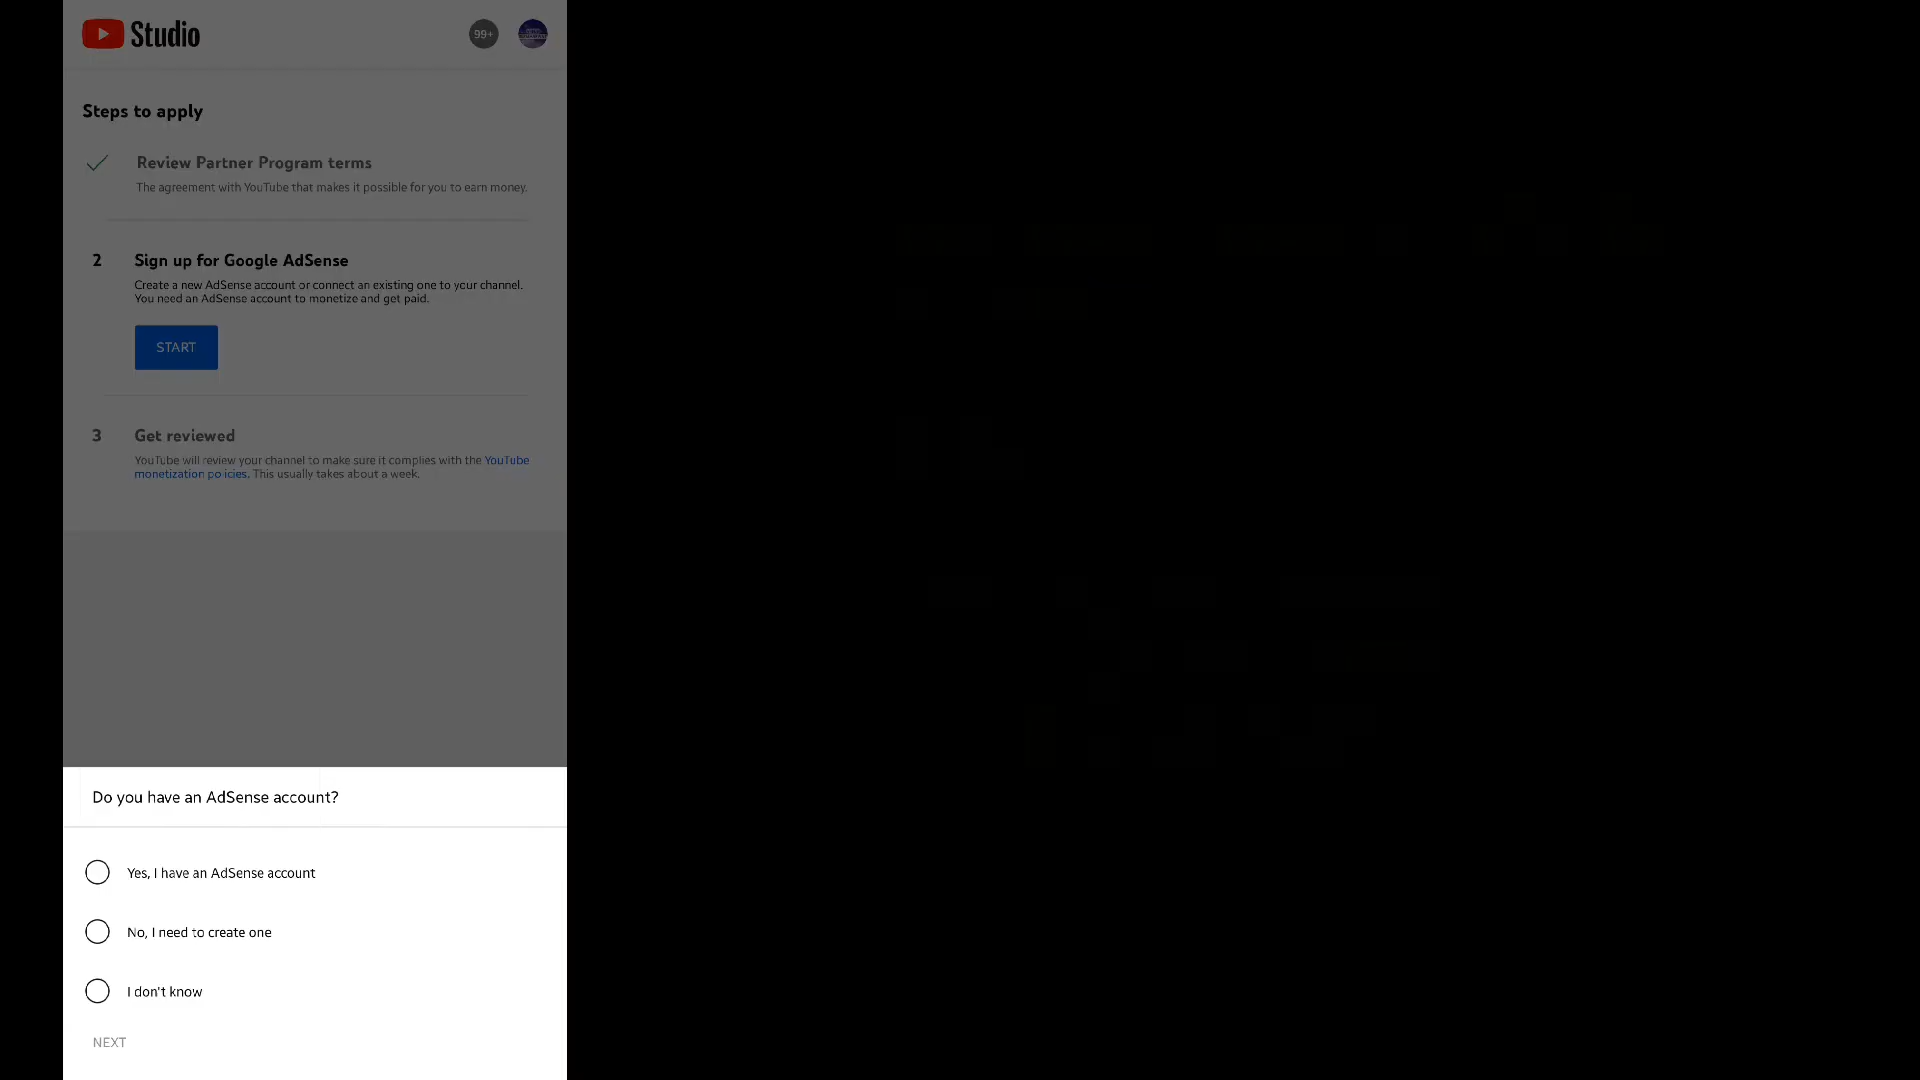 Studio
99+
Steps to apply
Review Partner Program terms
The agreement with YouTube that makes it possible for you to earn money.
2
Sign up for Google AdSense
Create a new AdSense account or connect an existing one to your channel.
You need an AdSense account to monetize and get paid.
START
3
Get reviewed
YouTube will review your channel to make sure it complies with the YouTube
monetization policies. This usually takes about a week.
Do you have an AdSense account?
Yes, I have an AdSense account
No, I need to create one
I don't know
NEXT